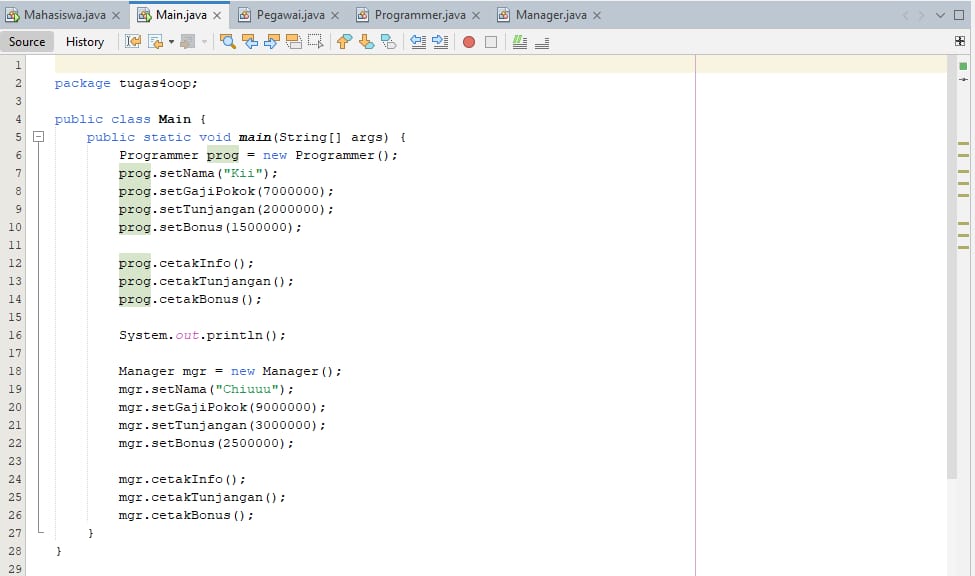 Mahasiswa.java Main.java Pegawai.java Programmer.java Manager.java
Source History
1
2 package tugas4oop;
3
4 public class Main {
5 public static void main(String[] args) {
6 Programmer prog = new Programmer();
7 prog.setNama("Kii");
8 prog.setGajiPokok(7000000);
9 prog.setTunjangan(2000000);
10 prog.setBonus(1500000);
11
12 prog.cetakInfo();
13 prog.cetakTunjangan();
14 prog.cetakBonus();
15
16 System.out.println();
17
18 Manager mgr = new Manager();
19 mgr.setNama("Chiuuu");
20 mgr.setGajiPokok(9000000);
21 mgr.setTunjangan(3000000);
22 mgr.setBonus(2500000);
23
24 mgr.cetakInfo();
25 mgr.cetakTunjangan();
26 mgr.cetakBonus();
27 }
28 }
29